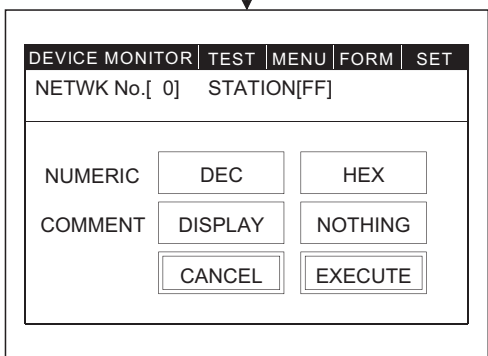 DEVICE MONITOR TEST MENU FORM SET
NETWK No.[ 0] STATION[FF]
NUMERIC DEC HEX
COMMENT DISPLAY NOTHING
CANCEL EXECUTE